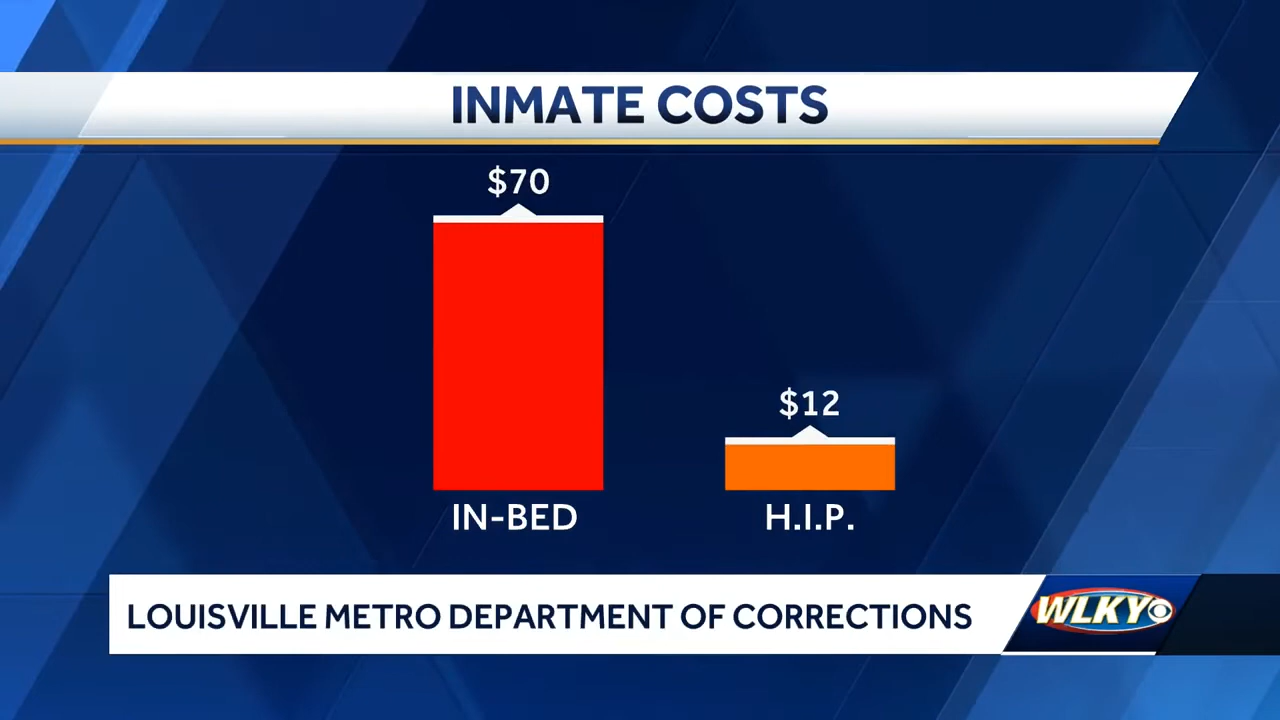 INMATE COSTS
$70
$12
IN-BED
H.I.P.
LOUISVILLE METRO DEPARTMENT OF CORRECTIONS
WLKY